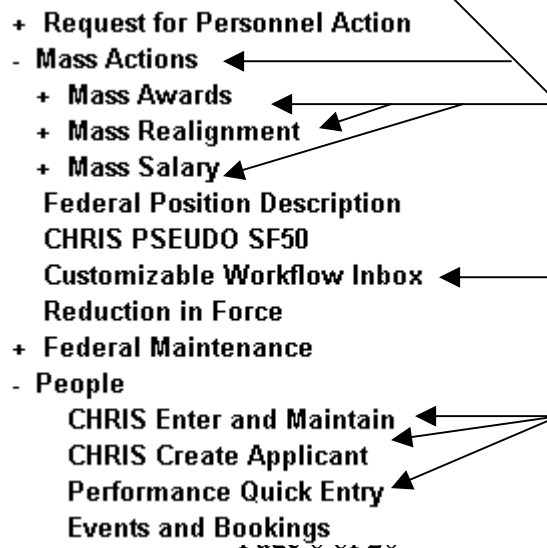 + Request for Personnel Action
- Mass Actions
+ Mass Awards
+ Mass Realignment
+ Mass Salary
Federal Position Description
CHRIS PSEUDO SF50
Customizable Workflow Inbox
Reduction in Force
+ Federal Maintenance
- People
CHRIS Enter and Maintain
CHRIS Create Applicant
Performance Quick Entry
Events and Bookings